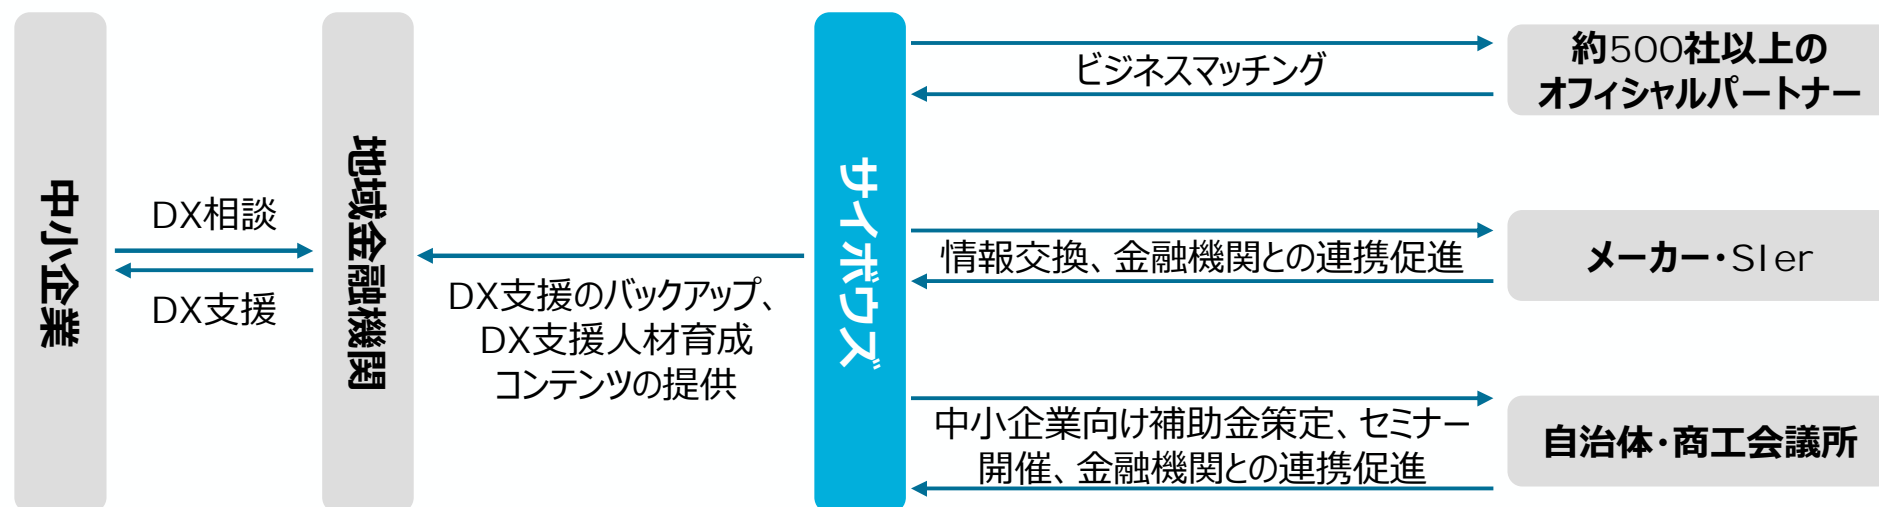 中小企業
DX相談
DX支援
地域金融機関
DX支援のバックアップ、
DX支援人材育成
コンテンツの提供
サイボウズ
ビジネスマッチング
約500社以上の
オフィシャルパートナー
情報交換、金融機関との連携促進
メーカー・SIer
中小企業向け補助金策定、セミナー
開催、金融機関との連携促進
自治体・商工会議所